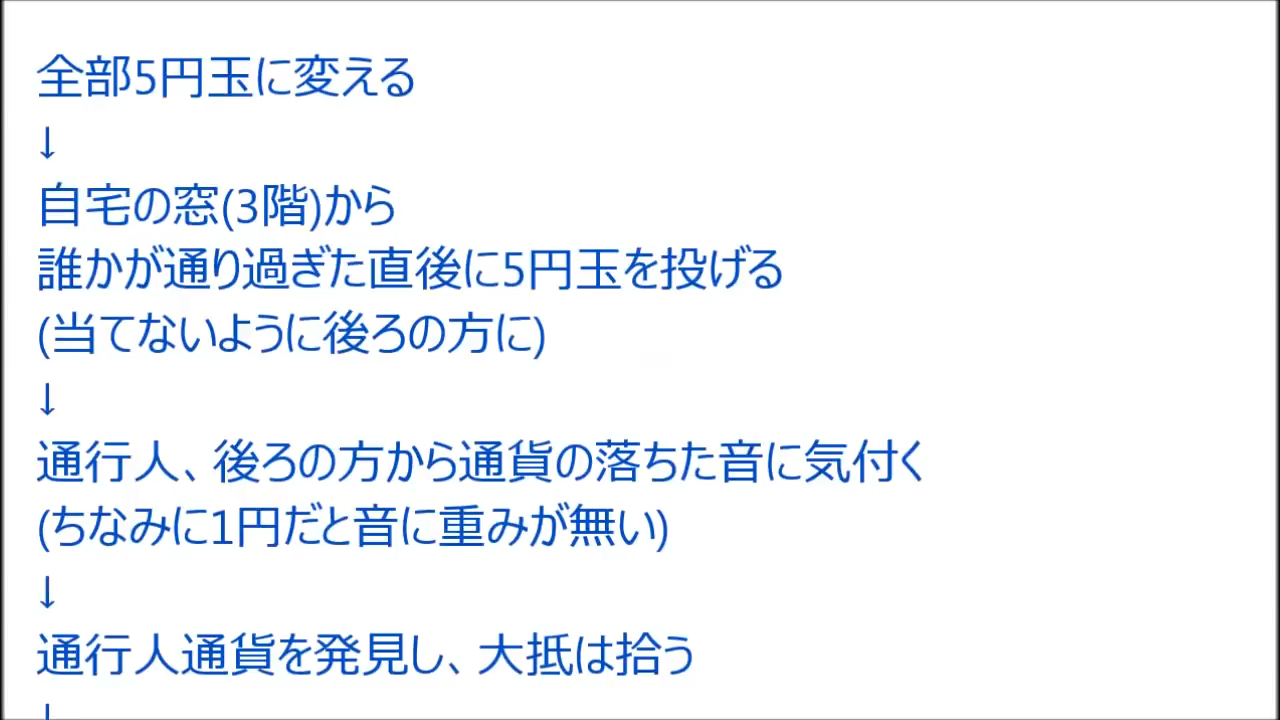 全部5円玉に変える
↓
自宅の窓(3階)から
誰かが通り過ぎた直後に5円玉を投げる
(当てないように後ろの方に)
↓
通行人、後ろの方から通貨の落ちた音に気付く
(ちなみに1円だと音に重みが無い)
↓
通行人通貨を発見し、大抵は拾う